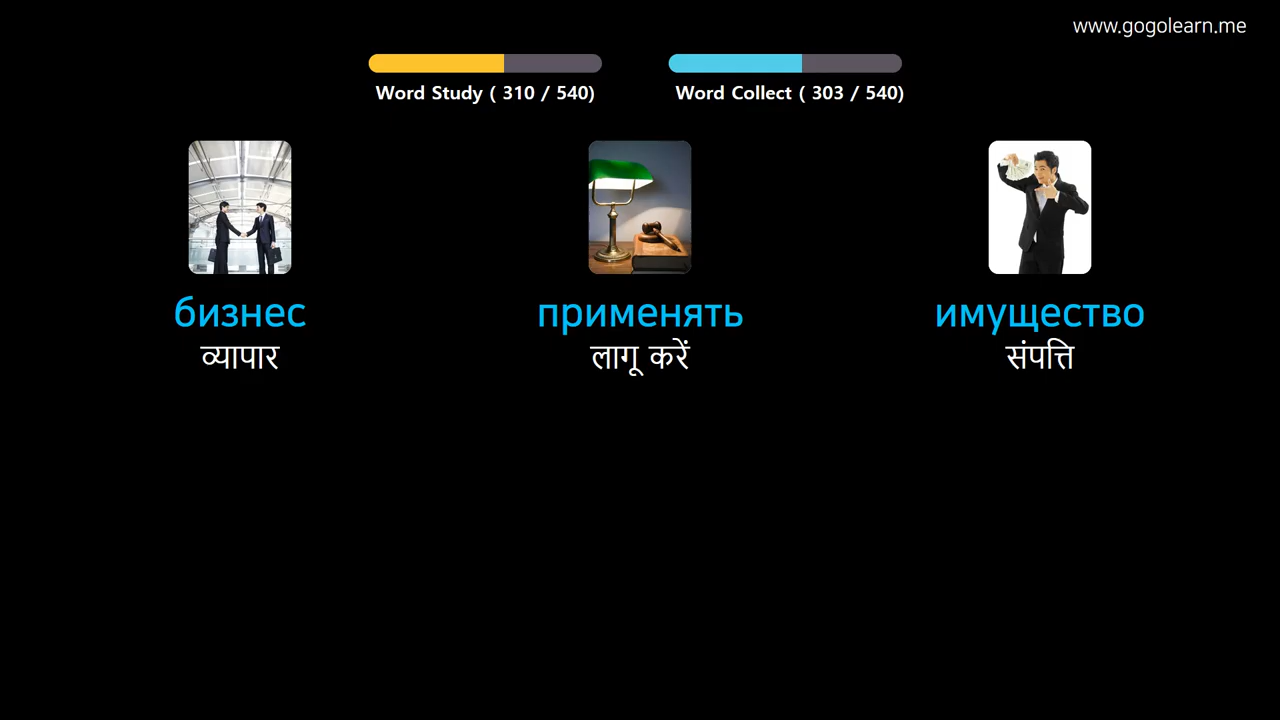 www.gogolearn.me
Word Study ( 310 / 540)
Word Collect ( 303 / 540)
бизнес
व्यापार
применять
लागू करें
имущество
संपत्ति